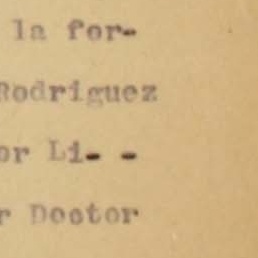 la for-
Rodriguez
or Li- -
r Doctor